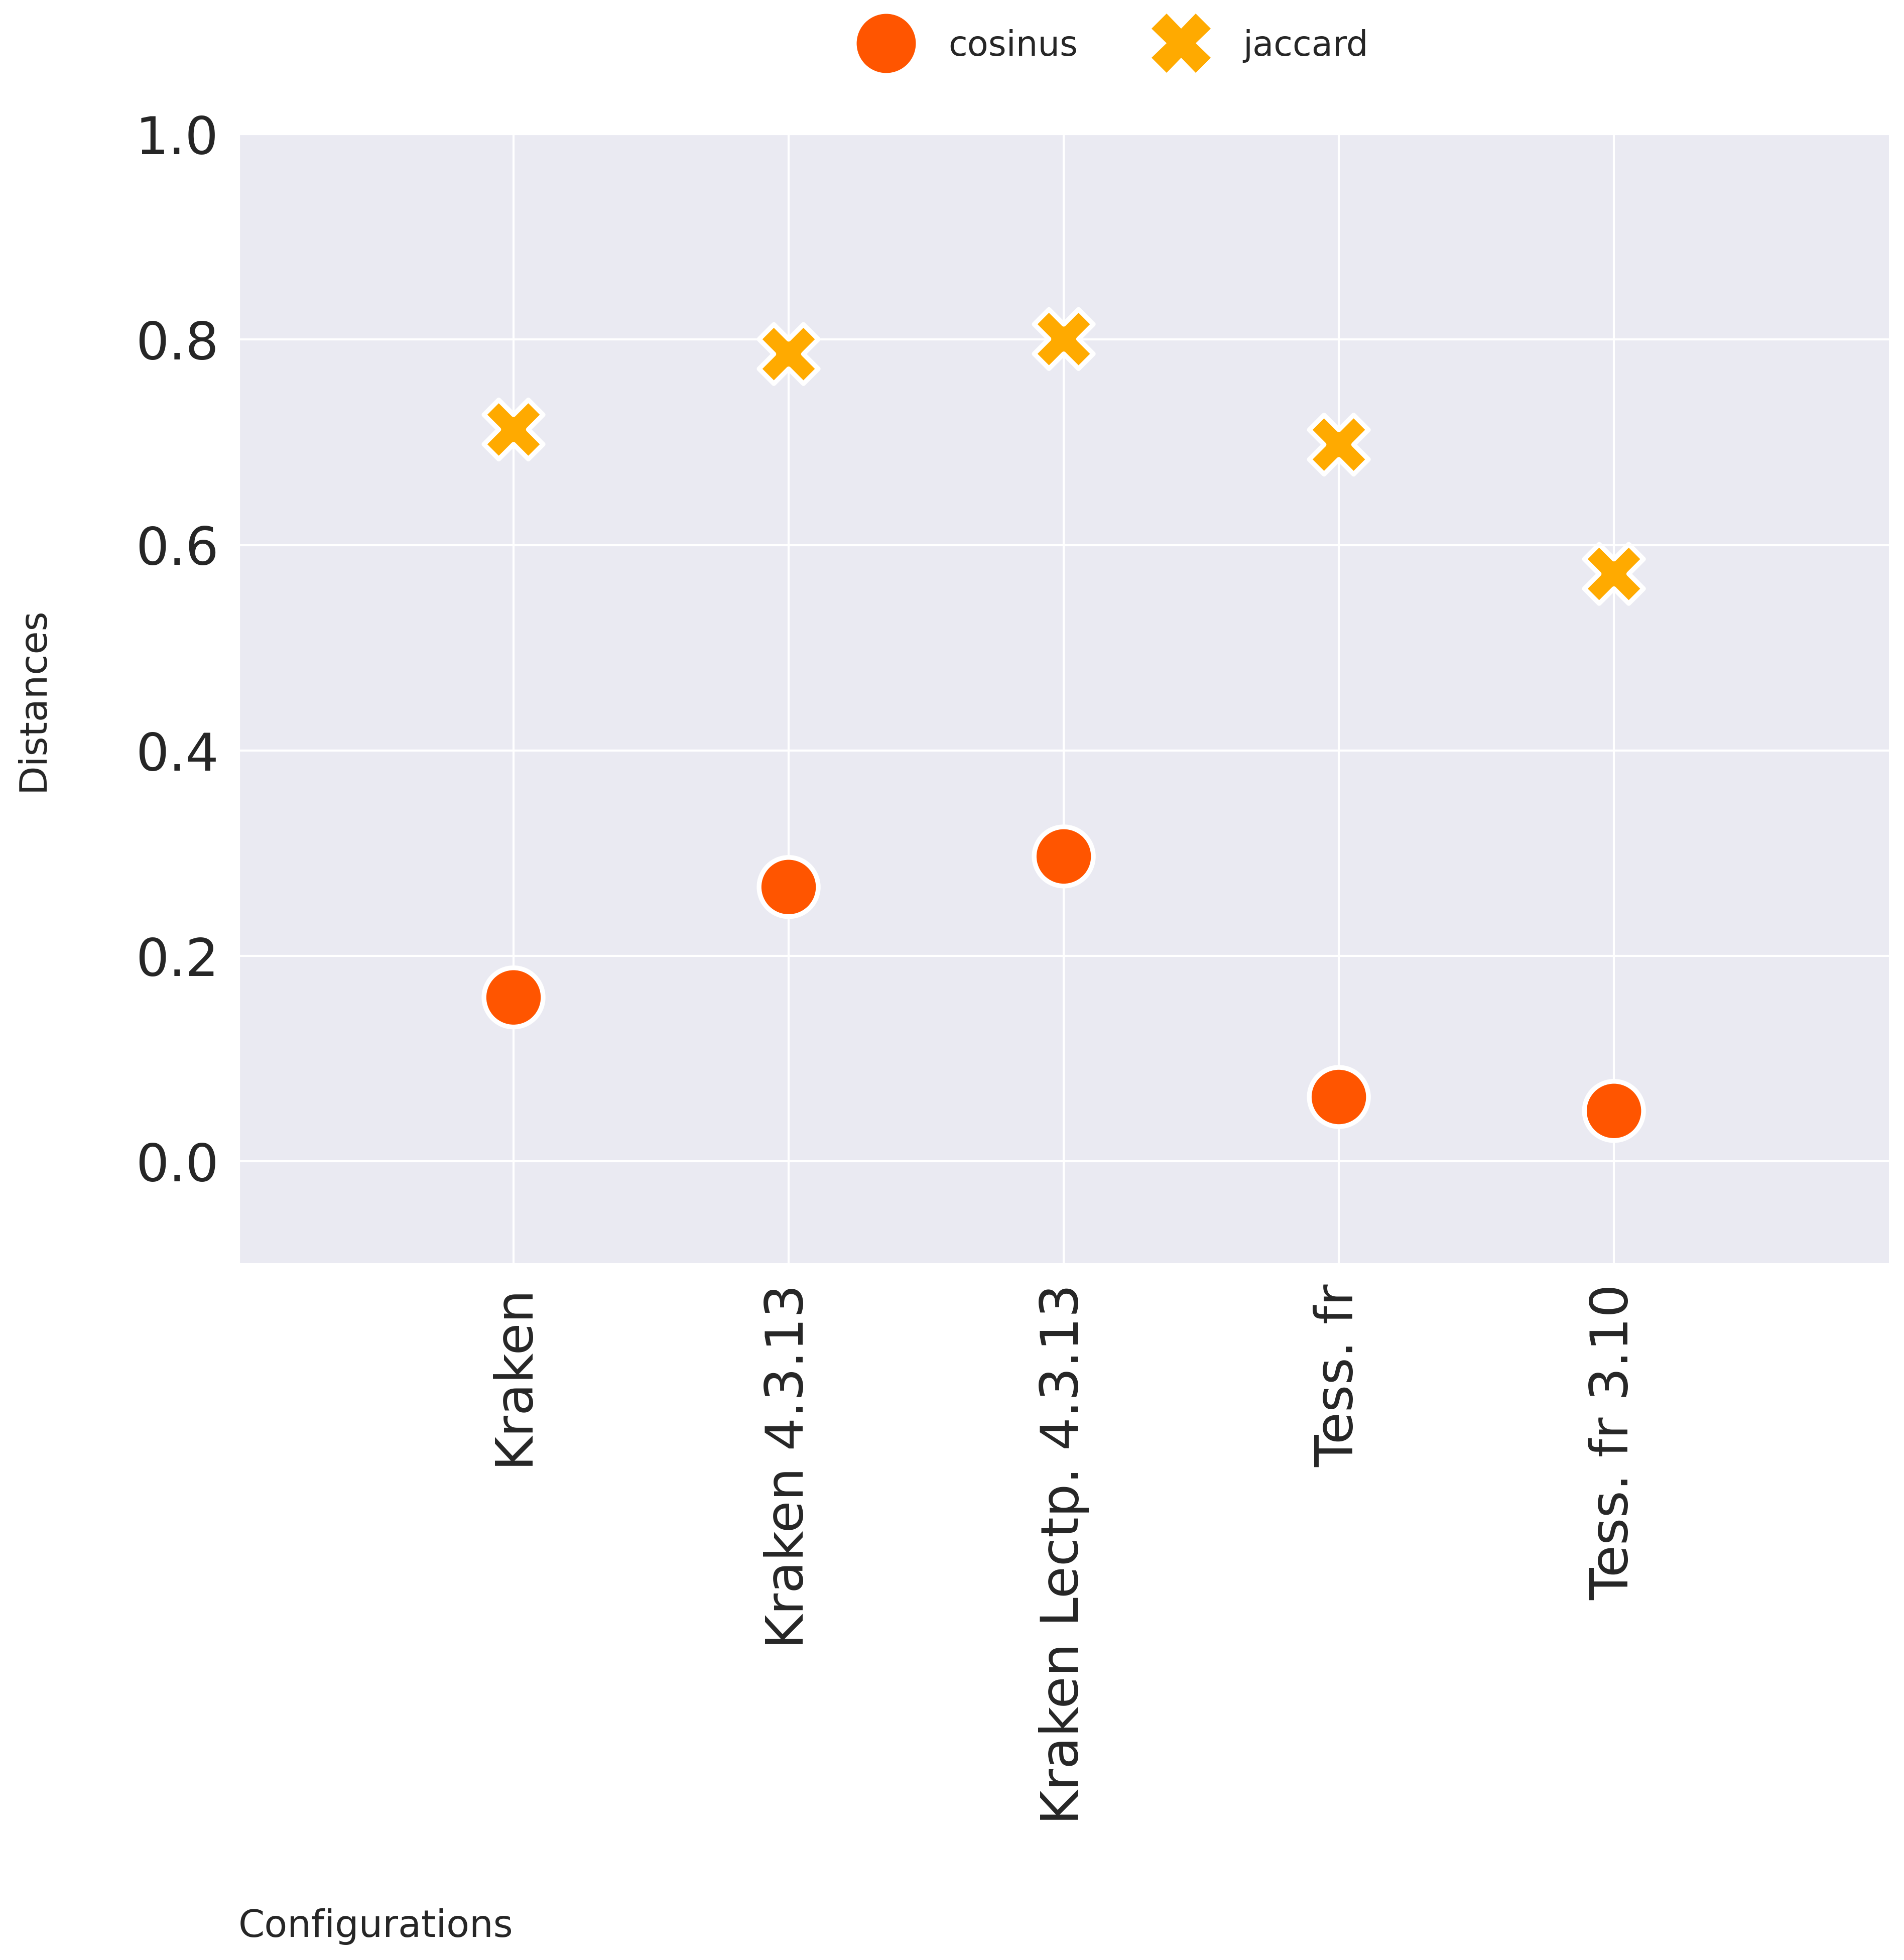 cosinus
jaccard
1.0
0.8
0.6
0.4
0.2
0.0
Distances
Kraken
Kraken 4.3.13
Kraken Lectp. 4.3.13
Tess. fr
Tess. fr 3.10
Configurations